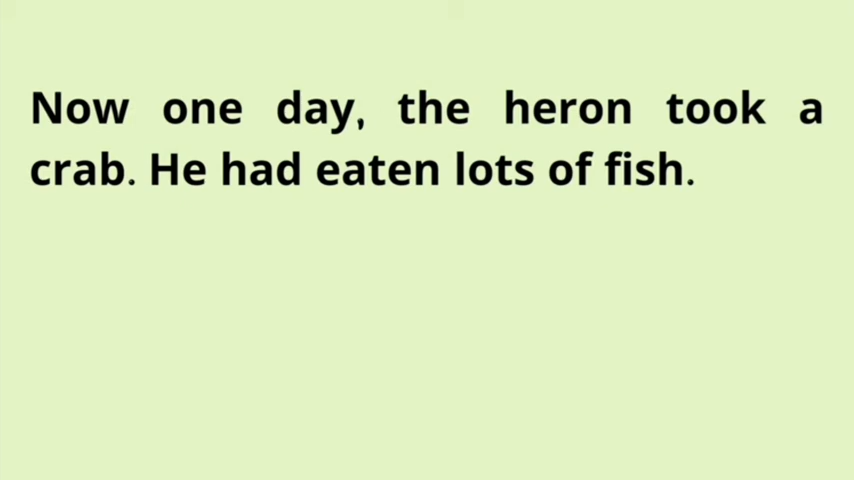 Now one day, the heron took a
crab. He had eaten lots of fish.